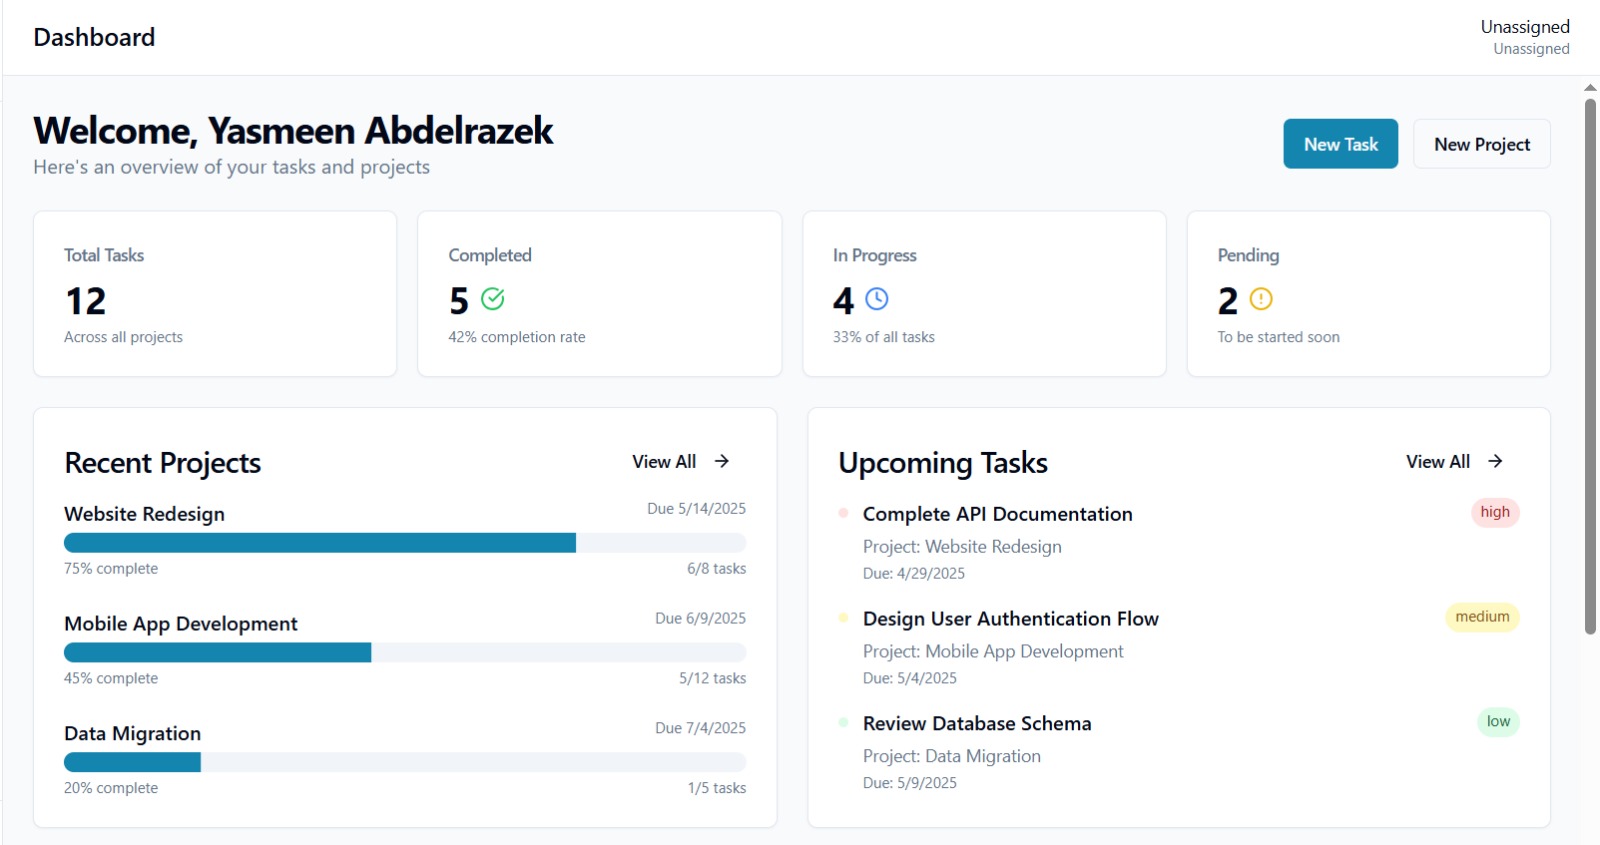 Dashboard
Unassigned
Unassigned
Welcome, Yasmeen Abdelrazek
Here's an overview of your tasks and projects
New Task
New Project
Total Tasks
12
Across all projects
Completed
5
42% completion rate
In Progress
4
33% of all tasks
Pending
2
To be started soon
Recent Projects
View All
Website Redesign
Due 5/14/2025
75% complete
6/8 tasks
Mobile App Development
Due 6/9/2025
45% complete
5/12 tasks
Data Migration
Due 7/4/2025
20% complete
1/5 tasks
Upcoming Tasks
View All
Complete API Documentation
high
Project: Website Redesign
Due: 4/29/2025
Design User Authentication Flow
medium
Project: Mobile App Development
Due: 5/4/2025
Review Database Schema
low
Project: Data Migration
Due: 5/9/2025